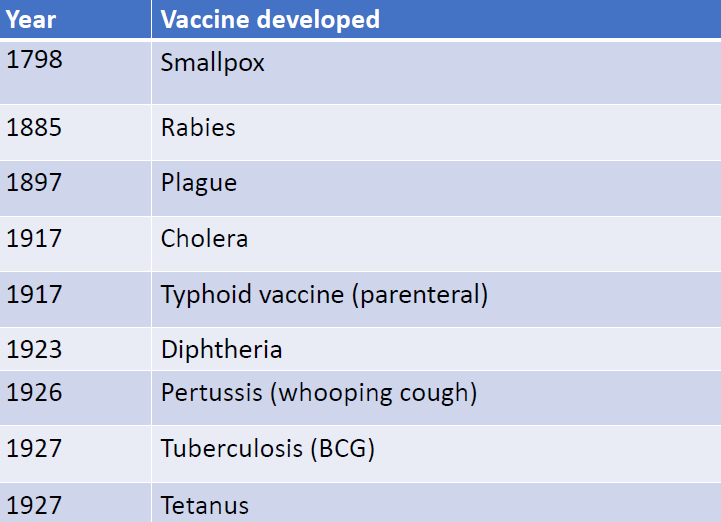 Year Vaccine developed
1798 Smallpox
1885 Rabies
1897 Plague
1917 Cholera
1917 Typhoid vaccine (parenteral)
1923 Diphtheria
1926 Pertussis (whooping cough)
1927 Tuberculosis (BCG)
1927 Tetanus